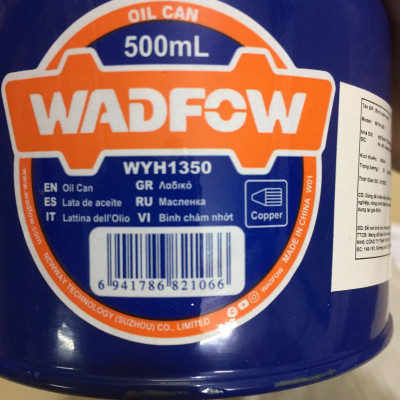 OIL CAN
500mL
WADFOW
WYH1350
EN Oil Can
ES Lata de aceite
IT Lattina dell'Olio
GR Λαδικό
RU Масленка
VI Bình châm nhớt
Copper
6 941786 821066
www.wadfow.com
NEWWAY TECHNOLOGY (SUZHOU) CO., LIMITED
WADFOW
MADE IN CHINA W01